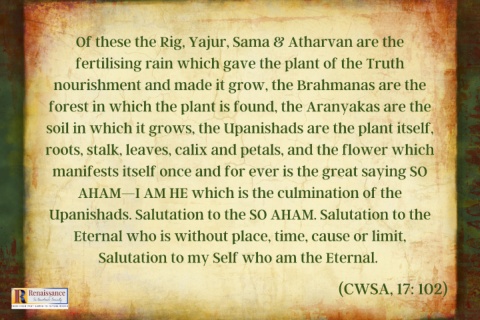 Of these the Rig, Yajur, Sama & Atharvan are the
fertilising rain which gave the plant of the Truth
nourishment and made it grow, the Brahmanas are the
forest in which the plant is found, the Aranyakas are the
soil in which it grows, the Upanishads are the plant itself,
roots, stalk, leaves, calix and petals, and the flower which
manifests itself once and for ever is the great saying SO
AHAM—I AM HE which is the culmination of the
Upanishads. Salutation to the SO AHAM. Salutation to the
Eternal who is without place, time, cause or limit,
Salutation to my Self who am the Eternal.
(CWSA, 17: 102)
Renaissance